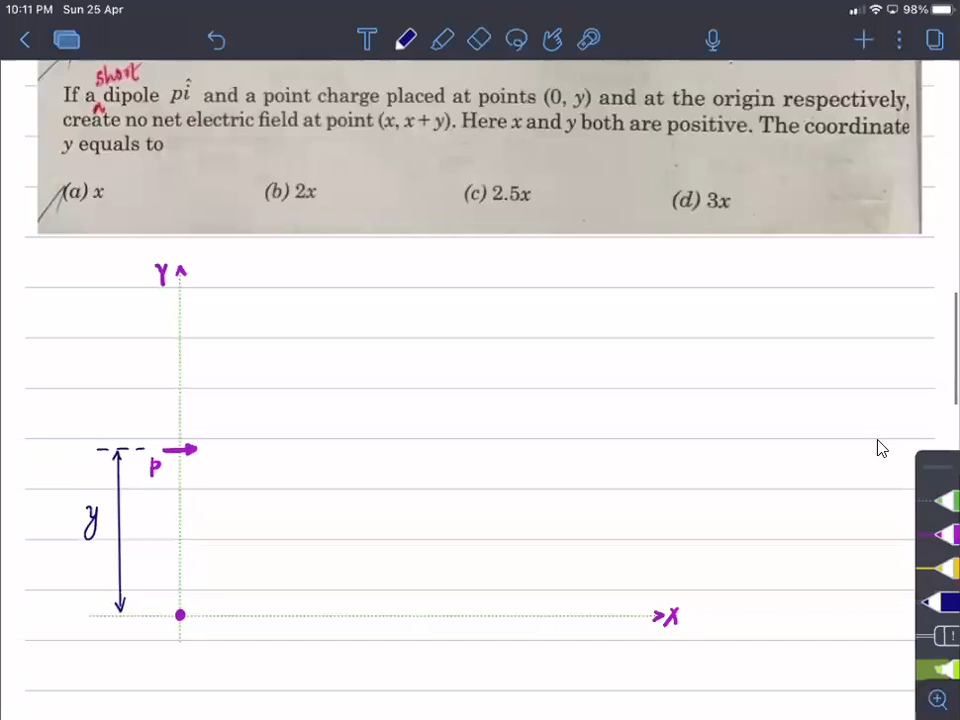 10:11 PM Sun 25 Apr 98%
short
If a dipole pî and a point charge placed at points (0, y) and at the origin respectively,
create no net electric field at point (x, x + y). Here x and y both are positive. The coordinate
y equals to
(a) x (b) 2x (c) 2.5x (d) 3x
Y
p
y
X